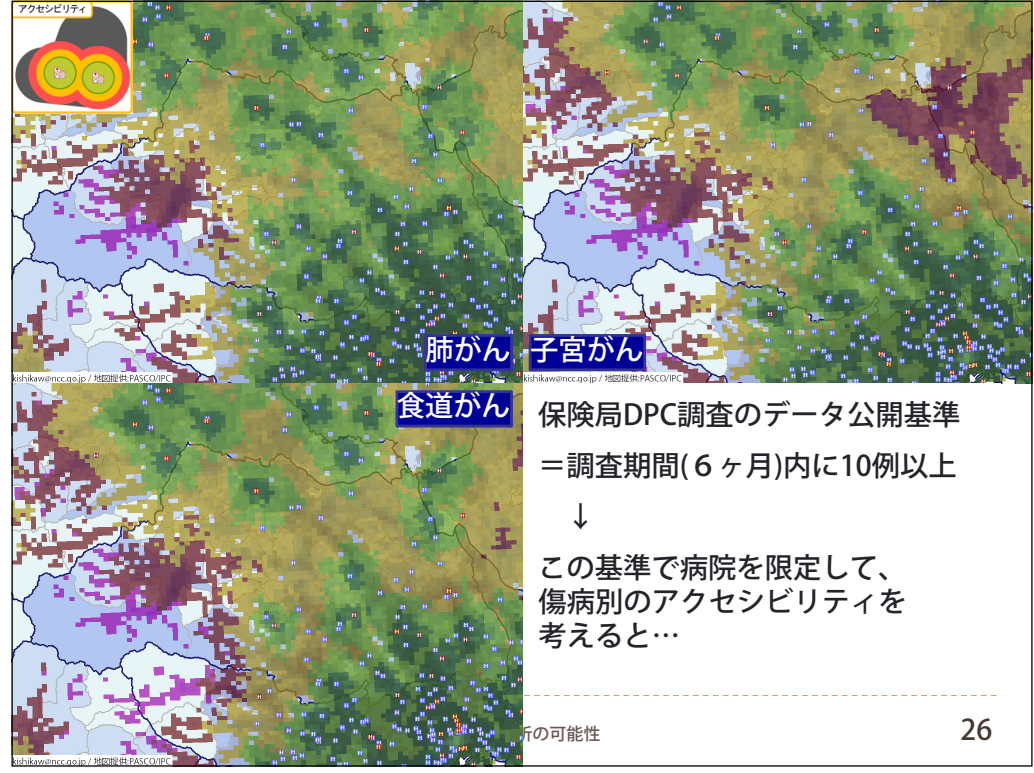 アクセシビリティ
肺がん
kishikaw@ncc.go.jp / 地図提供:PASCO/IPC
子宮がん
kishikaw@ncc.go.jp / 地図提供:PASCO/IPC
食道がん
kishikaw@ncc.go.jp / 地図提供:PASCO/IPC
保険局DPC調査のデータ公開基準
＝調査期間(６ヶ月)内に10例以上
↓
この基準で病院を限定して、
傷病別のアクセシビリティを
考えると…
の可能性
26